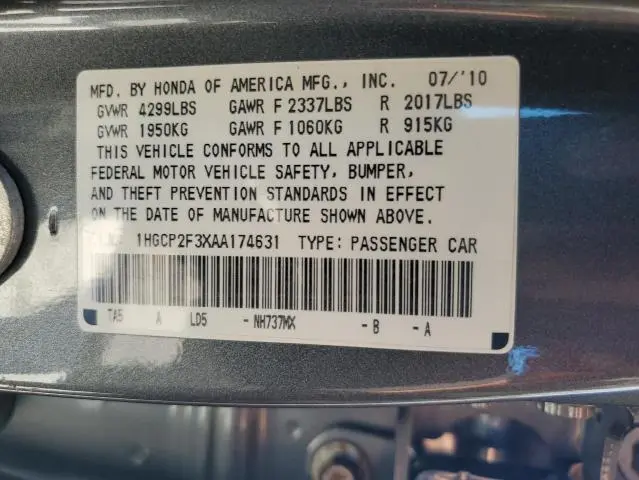 MFD. BY HONDA OF AMERICA MFG., INC. 07/'10
GVWR 4299LBS GAWR F 2337LBS R 2017LBS
GVWR 1950KG GAWR F 1060KG R 915KG
THIS VEHICLE CONFORMS TO ALL APPLICABLE
FEDERAL MOTOR VEHICLE SAFETY, BUMPER,
AND THEFT PREVENTION STANDARDS IN EFFECT
ON THE DATE OF MANUFACTURE SHOWN ABOVE.
1HGCP2F3XAA174631 TYPE: PASSENGER CAR
TA5 A LD5 - NH737MX - B - A